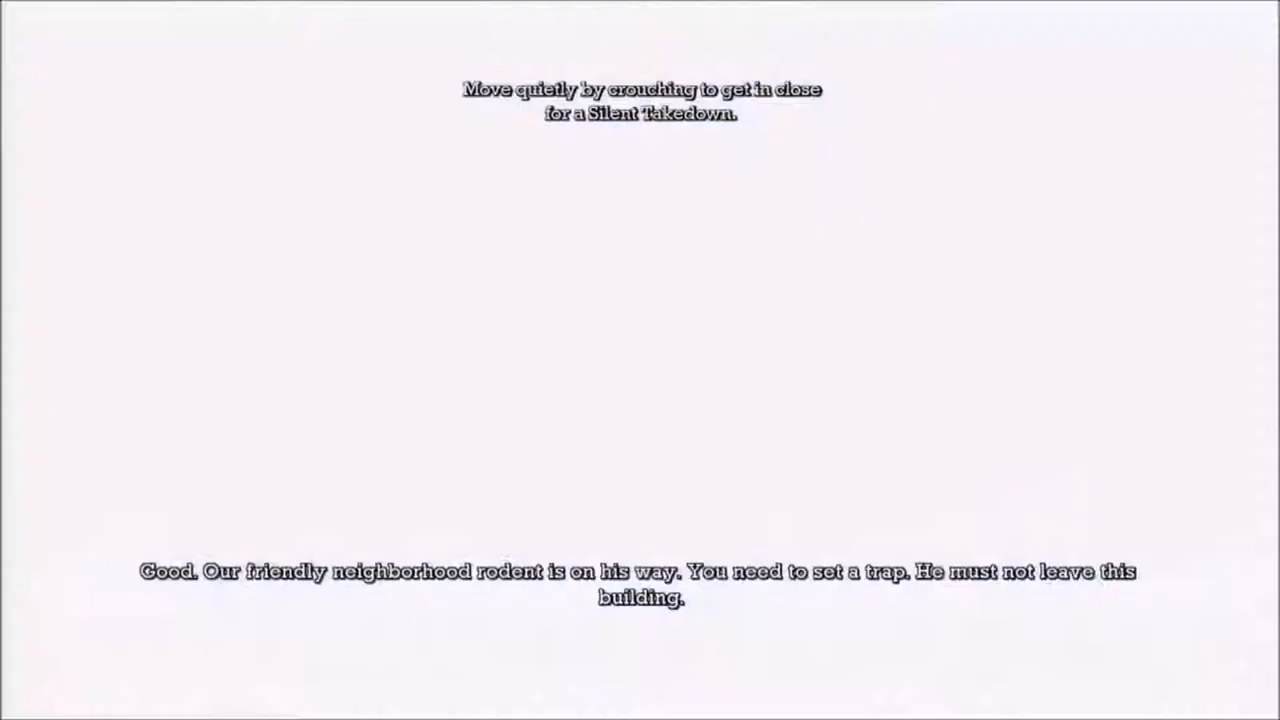 Move quietly by crouching to get in close
for a Silent Takedown.
Good. Our friendly neighborhood rodent is on his way. You need to set a trap. He must not leave this
building.